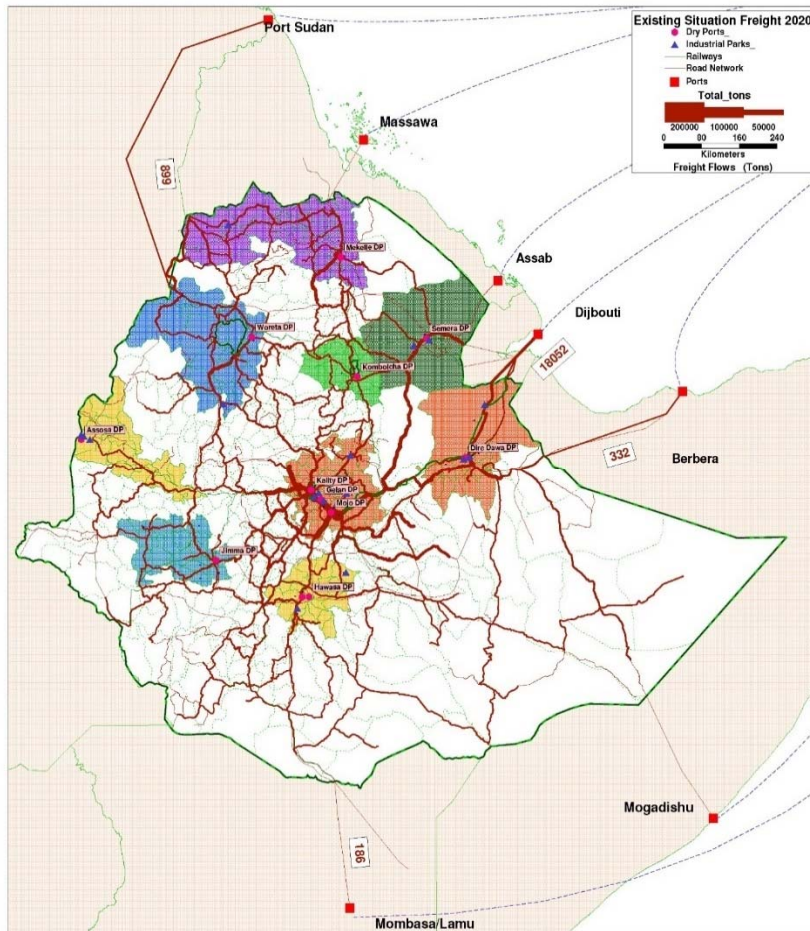 Existing Situation Freight 2020
Dry Ports_
Industrial Parks_
Railways
Road Network
Ports
Total_tons
200000 100000 50000
0 80 160 240
Kilometers
Freight Flows (Tons)
Port Sudan
Massawa
899
Mekelle DP
Assab
Dijbouti
Woreta DP
Semera DP
18052
Kombolcha DP
Assosa DP
Dire Dawa DP
332
Berbera
Kality DP
Gelan DP
Mojo DP
Jimma DP
Hawasa DP
Mogadishu
186
Mombasa/Lamu